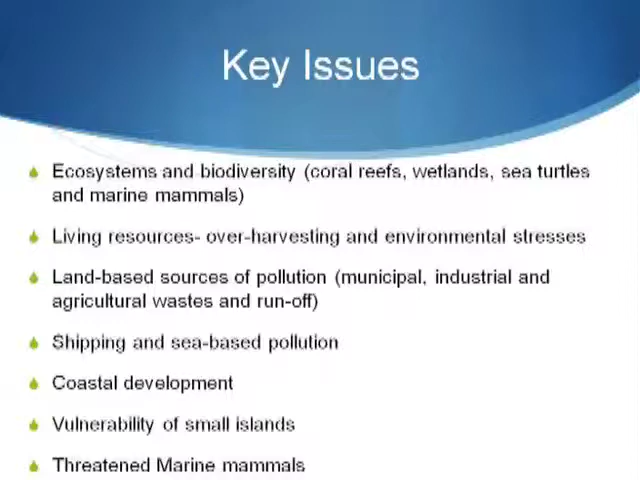 Key Issues
Ecosystems and biodiversity (coral reefs, wetlands, sea turtles
and marine mammals)
Living resources- over-harvesting and environmental stresses
Land-based sources of pollution (municipal, industrial and
agricultural wastes and run-off)
Shipping and sea-based pollution
Coastal development
Vulnerability of small islands
Threatened Marine mammals